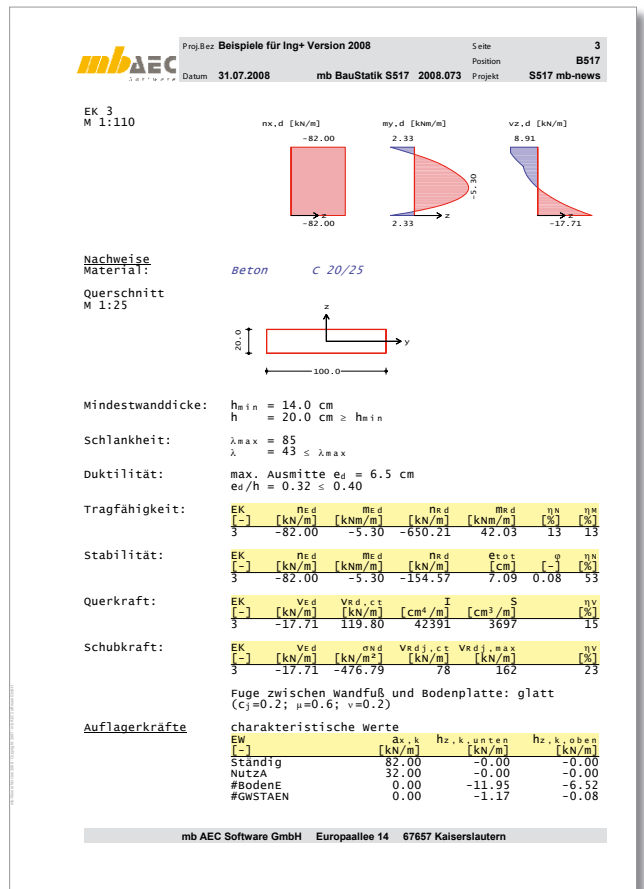 mb AEC
Software
Proj.Bez Beispiele für Ing+ Version 2008 Seite 3
Position B517
Datum 31.07.2008 mb BauStatik S517 2008.073 Projekt S517 mb-news
EK 3
M 1:110
nx,d [kN/m] my,d [kNm/m] vz,d [kN/m]
-82.00 2.33 8.91
-5.30
z z z
-82.00 2.33 -17.71
Nachweise
Material: Beton C 20/25
Querschnitt
M 1:25
z
20.0
y
100.0
Mindestwanddicke: hmin = 14.0 cm
h = 20.0 cm ≥ hmin
Schlankheit: λmax = 85
λ = 43 ≤ λmax
Duktilität: max. Ausmitte ed = 6.5 cm
ed/h = 0.32 ≤ 0.40
Tragfähigkeit: EK nEd mEd nRd mRd ηN ηM
[-] [kN/m] [kNm/m] [kN/m] [kNm/m] [%] [%]
3 -82.00 -5.30 -650.21 42.03 13 13
Stabilität: EK nEd mEd nRd etot φ ηN
[-] [kN/m] [kNm/m] [kN/m] [cm] [-] [%]
3 -82.00 -5.30 -154.57 7.09 0.08 53
Querkraft: EK vEd vRd,ct I S ηV
[-] [kN/m] [kN/m] [cm⁴/m] [cm³/m] [%]
3 -17.71 119.80 42391 3697 15
Schubkraft: EK vEd σNd vRdj,ct vRdj,max ηV
[-] [kN/m] [kN/m²] [kN/m] [kN/m] [%]
3 -17.71 -476.79 78 162 23
Fuge zwischen Wandfuß und Bodenplatte: glatt
(cj=0.2; μ=0.6; ν=0.2)
Auflagerkräfte charakteristische Werte
EW ax,k hz,k,unten hz,k,oben
[-] [kN/m] [kN/m] [kN/m]
Ständig 82.00 -0.00 -0.00
NutzA 32.00 -0.00 -0.00
#BodenE 0.00 -11.95 -6.52
#GWSTAEN 0.00 -1.17 -0.08
mb AEC Software GmbH Europaallee 14 67657 Kaiserslautern